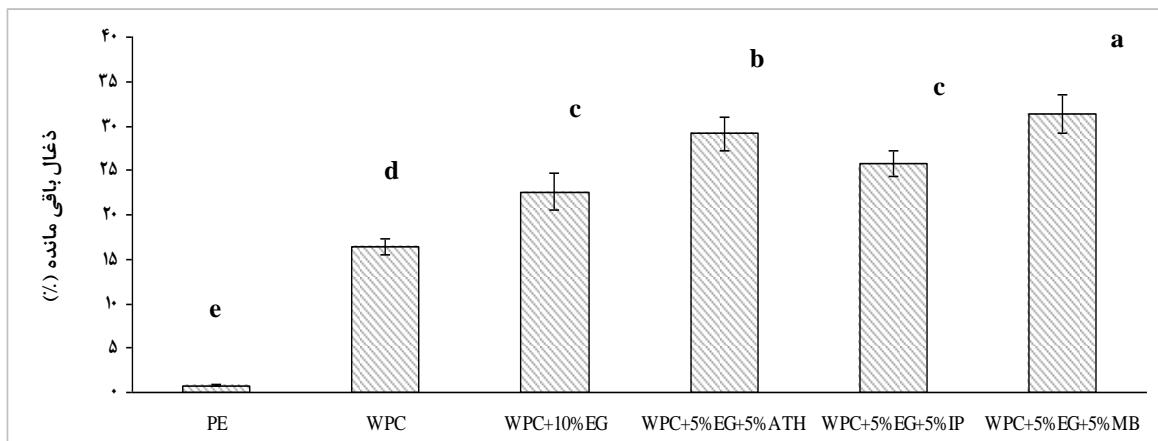 ذغال باقی مانده (٪)
۴۰
۳۵
۳۰
۲۵
۲۰
۱۵
۱۰
۵
۰
e
d
c
b
c
a
PE
WPC
WPC+10%EG
WPC+5%EG+5%ATH
WPC+5%EG+5%IP
WPC+5%EG+5%MB